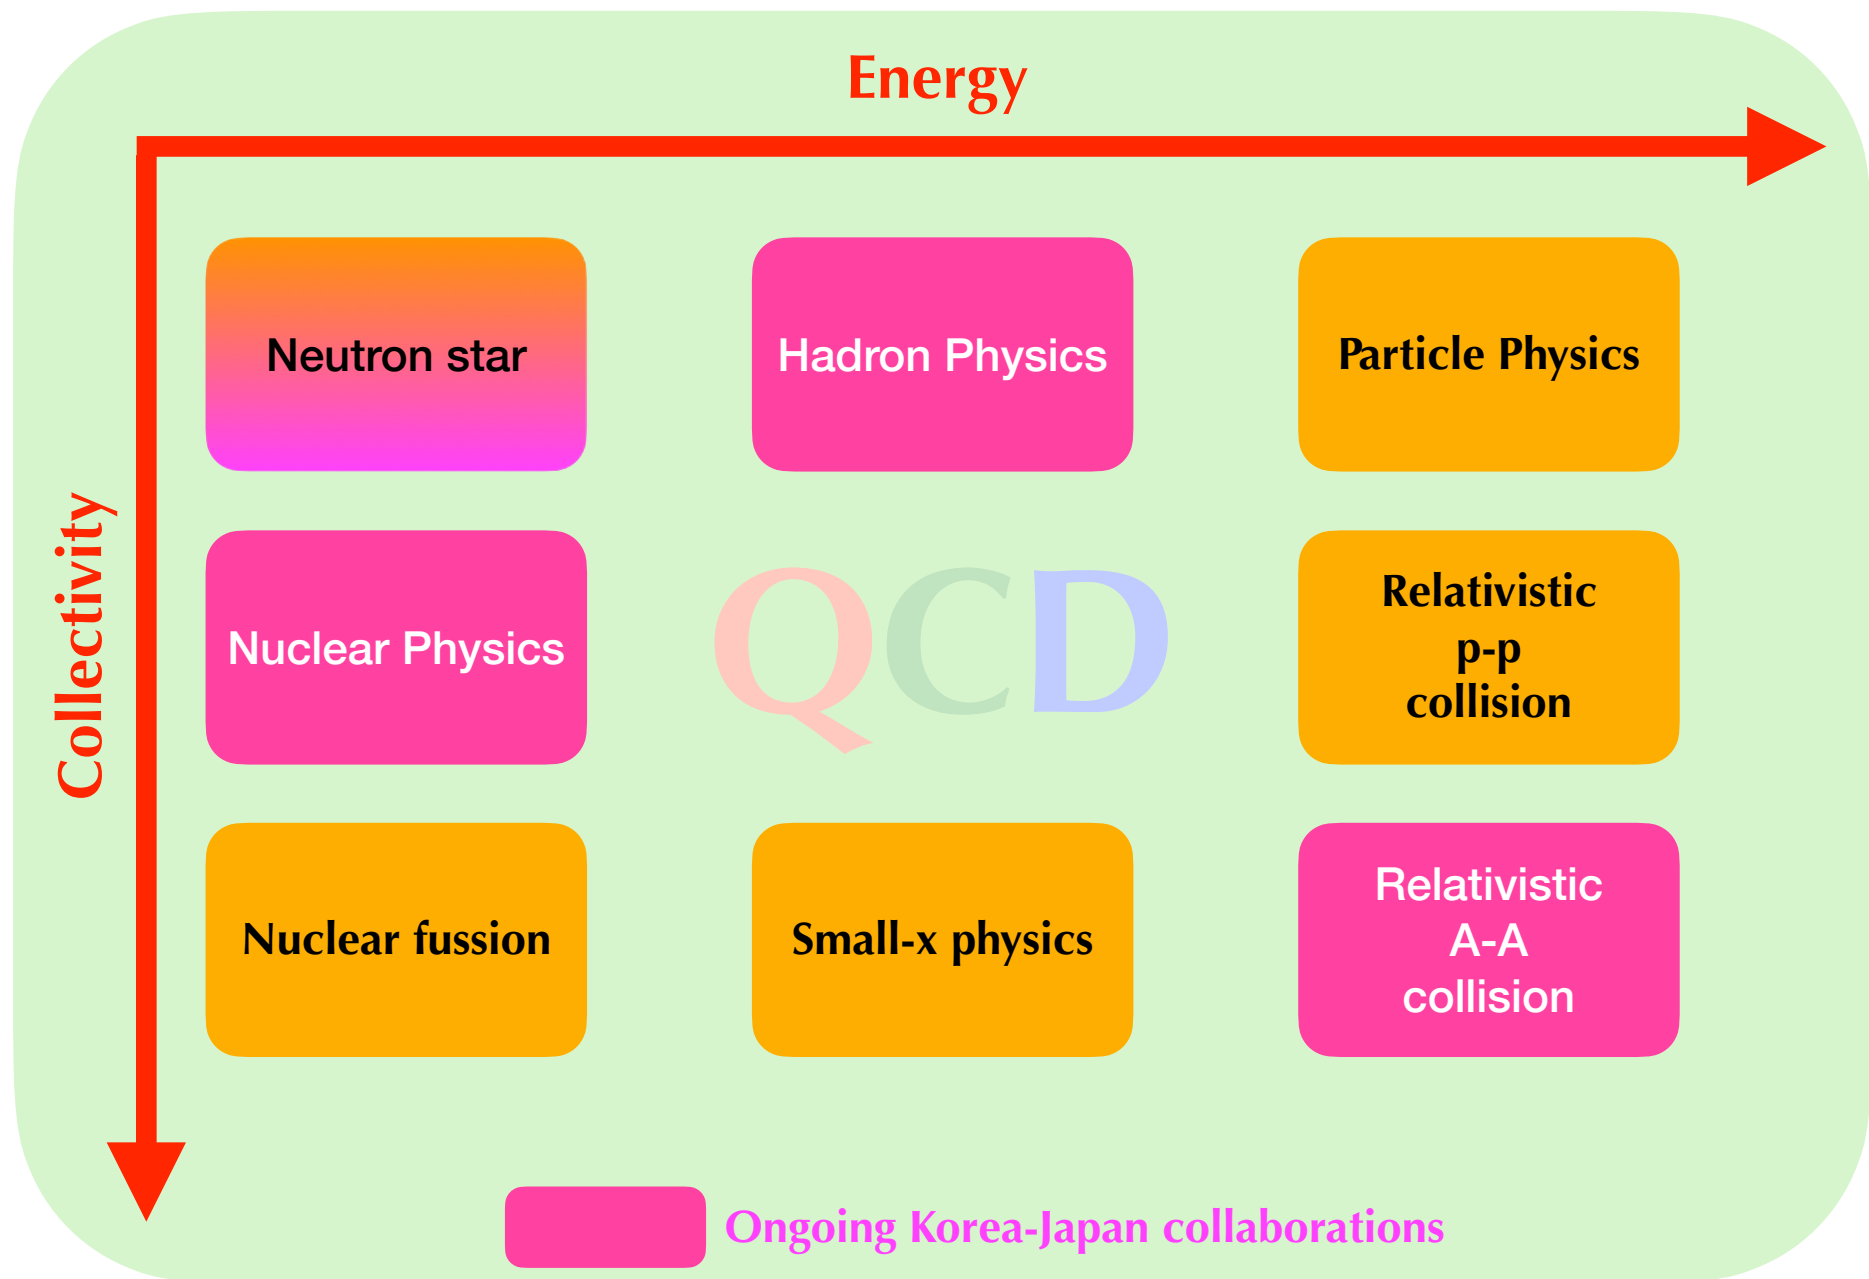 Energy
Collectivity
Neutron star
Hadron Physics
Particle Physics
Nuclear Physics
QCD
Relativistic
p-p
collision
Nuclear fussion
Small-x physics
Relativistic
A-A
collision
Ongoing Korea-Japan collaborations